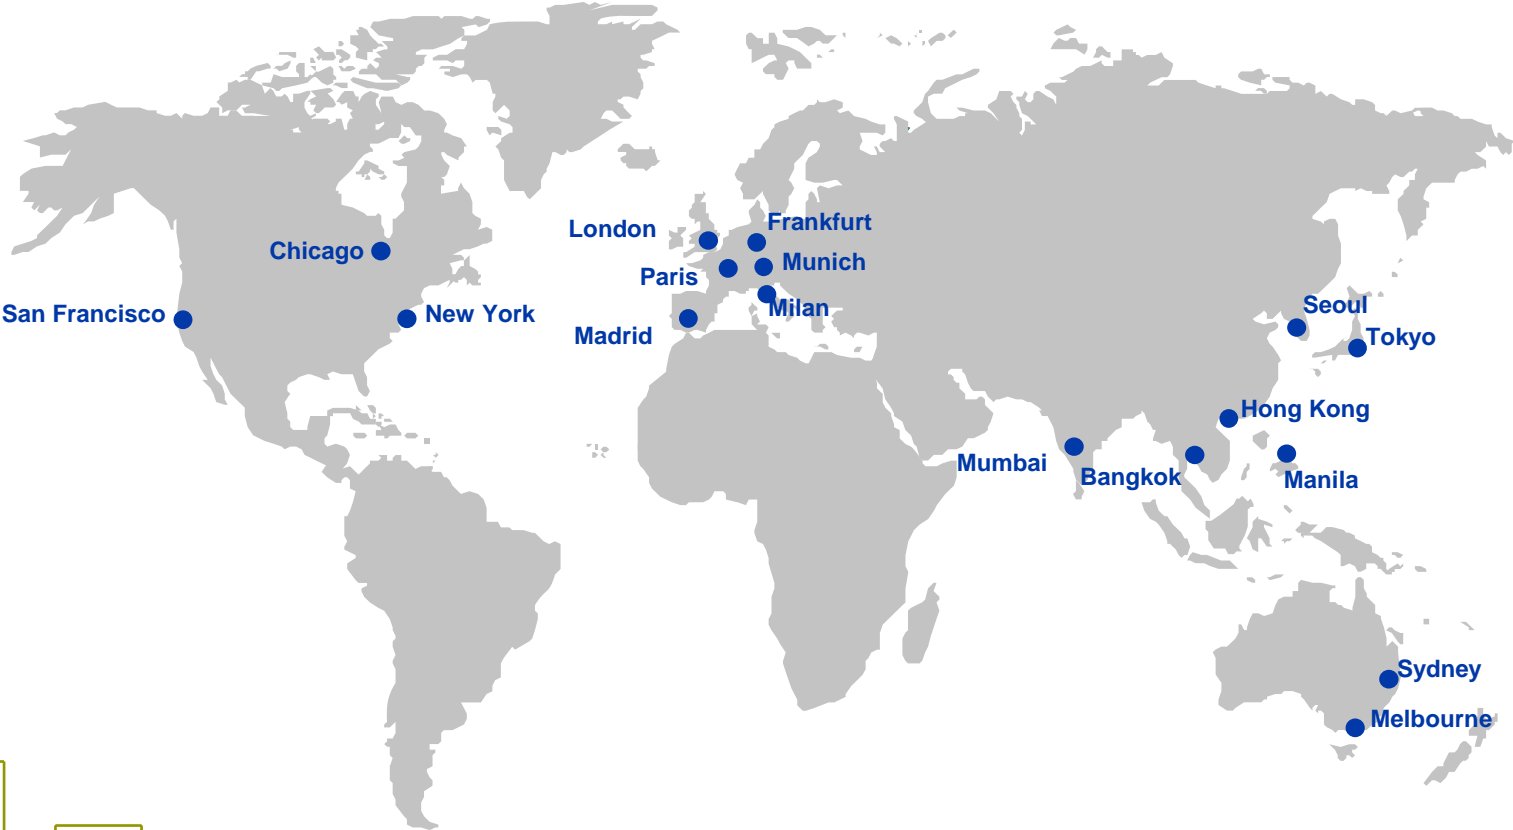 Frankfurt
London
Chicago
Munich
Paris
Milan
San Francisco
New York
Madrid
Seoul
Tokyo
Hong Kong
Mumbai
Bangkok
Manila
Sydney
Melbourne